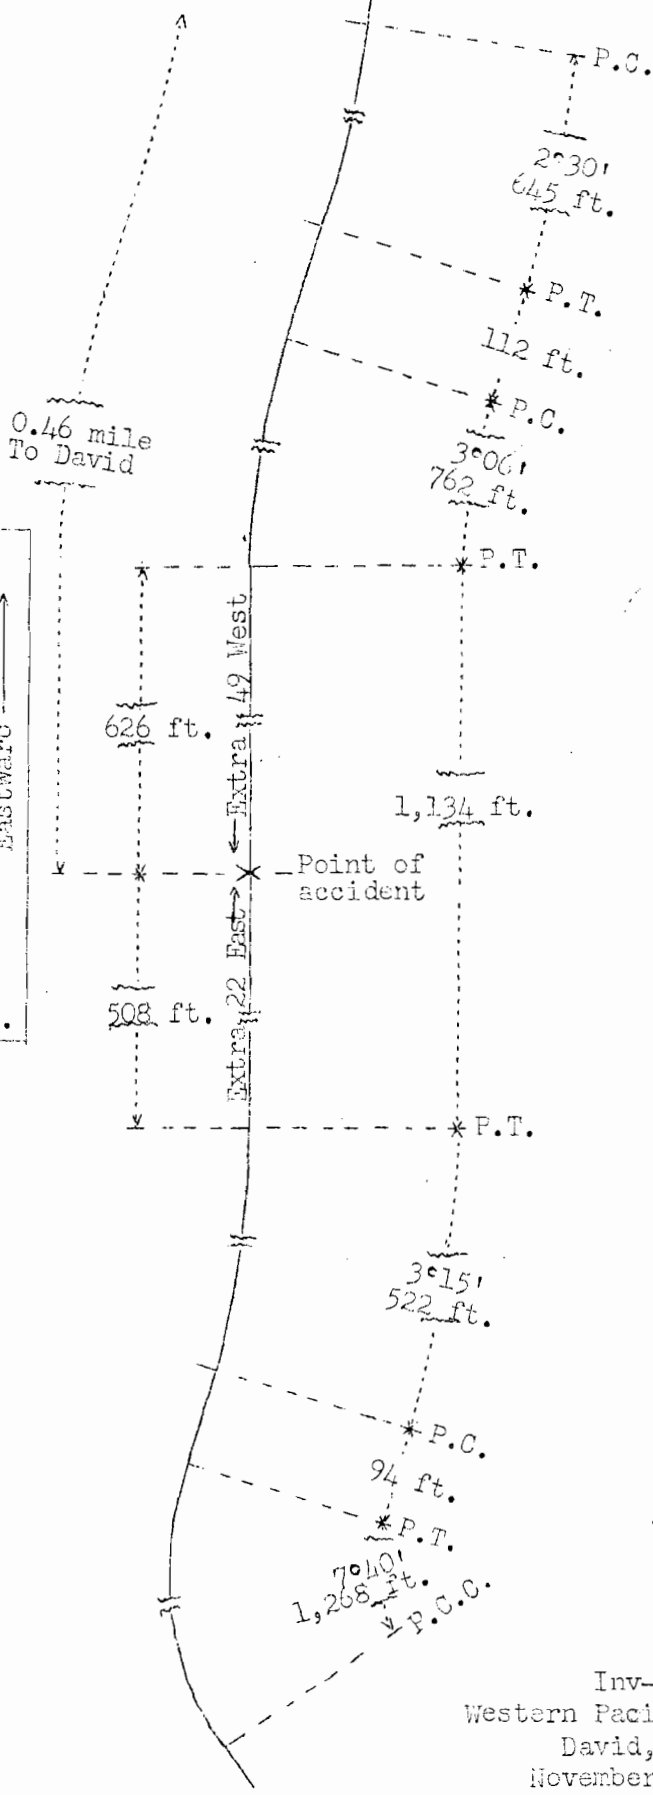 P.C.
2°30'
645 ft.
P.T.
112 ft.
P.C.
0.46 mile
To David
3°06'
762 ft.
P.T.
Extra 49 West
Eastward
626 ft.
1,134 ft.
Point of
accident
Extra 22 East
508 ft.
P.T.
3°15'
522 ft.
P.C.
94 ft.
P.T.
7°40'
1,268 ft.
P.C.C.
Inv-
Western Paci
David,
November